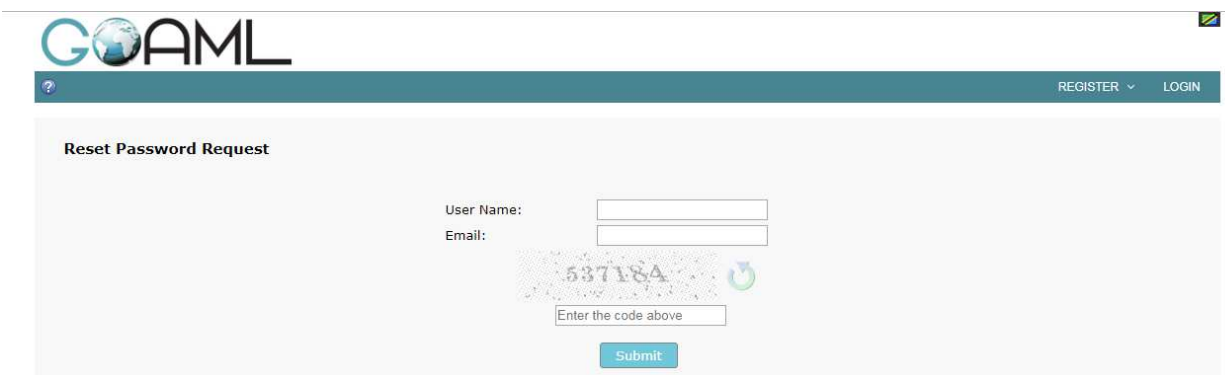 GOAML
REGISTER LOGIN
Reset Password Request
User Name:
Email:
537184
Enter the code above
Submit